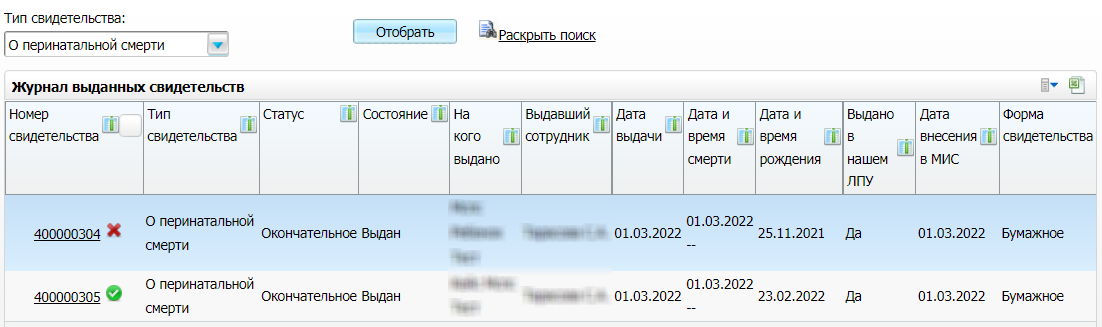 Тип свидетельства:
О перинатальной смерти
Отобрать
Раскрыть поиск
Журнал выданных свидетельств
Номер свидетельства
Тип свидетельства
Статус
Состояние
На кого выдано
Выдавший сотрудник
Дата выдачи
Дата и время смерти
Дата и время рождения
Выдано в нашем ЛПУ
Дата внесения в МИС
Форма свидетельства
400000304
О перинатальной смерти
Окончательное
Выдан
01.03.2022
01.03.2022 --
25.11.2021
Да
01.03.2022
Бумажное
400000305
О перинатальной смерти
Окончательное
Выдан
01.03.2022
01.03.2022 --
23.02.2022
Да
01.03.2022
Бумажное